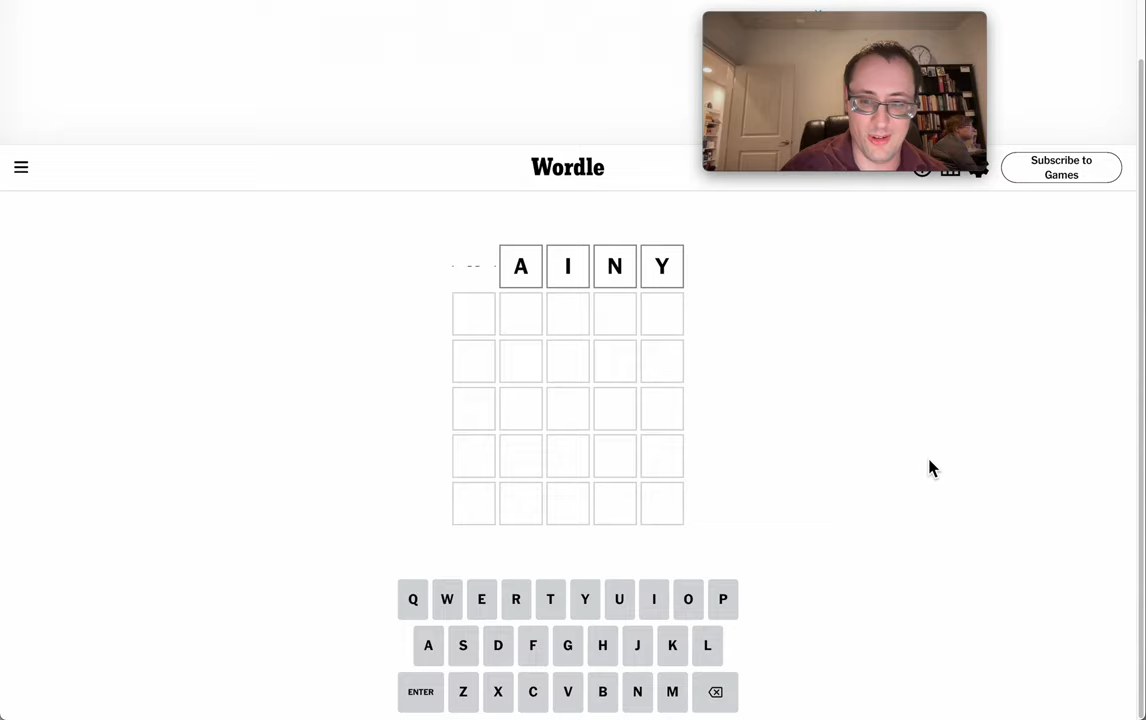 Wordle
Subscribe to
Games
A I N Y
Q W E R T Y U I O P
A S D F G H J K L
ENTER Z X C V B N M